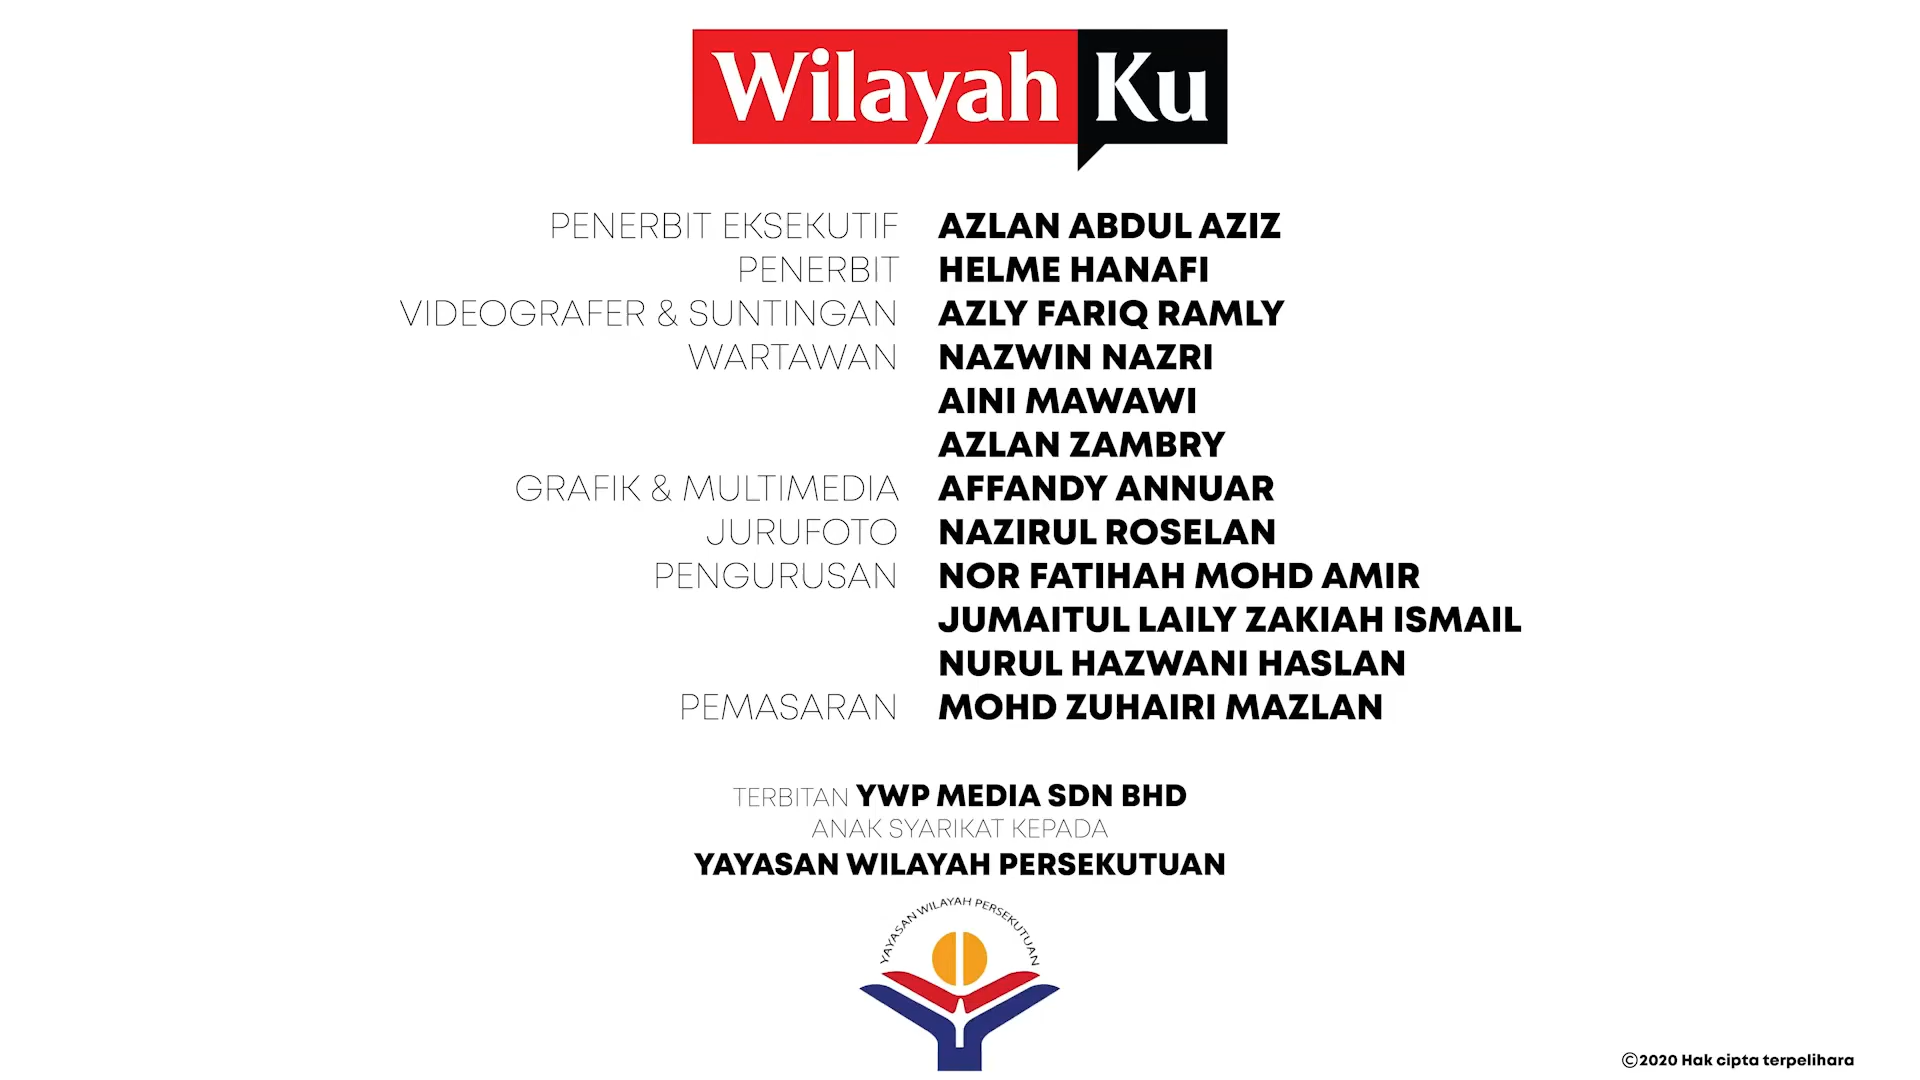 Wilayah Ku
PENERBIT EKSEKUTIF AZLAN ABDUL AZIZ
PENERBIT HELME HANAFI
VIDEOGRAFER & SUNTINGAN AZLY FARIQ RAMLY
WARTAWAN NAZWIN NAZRI
AINI MAWAWI
AZLAN ZAMBRY
GRAFIK & MULTIMEDIA AFFANDY ANNUAR
JURUFOTO NAZIRUL ROSELAN
PENGURUSAN NOR FATIHAH MOHD AMIR
JUMAITUL LAILY ZAKIAH ISMAIL
NURUL HAZWANI HASLAN
PEMASARAN MOHD ZUHAIRI MAZLAN
TERBITAN YWP MEDIA SDN BHD
ANAK SYARIKAT KEPADA
YAYASAN WILAYAH PERSEKUTUAN
YAYASAN WILAYAH PERSEKUTUAN
©2020 Hak cipta terpelihara